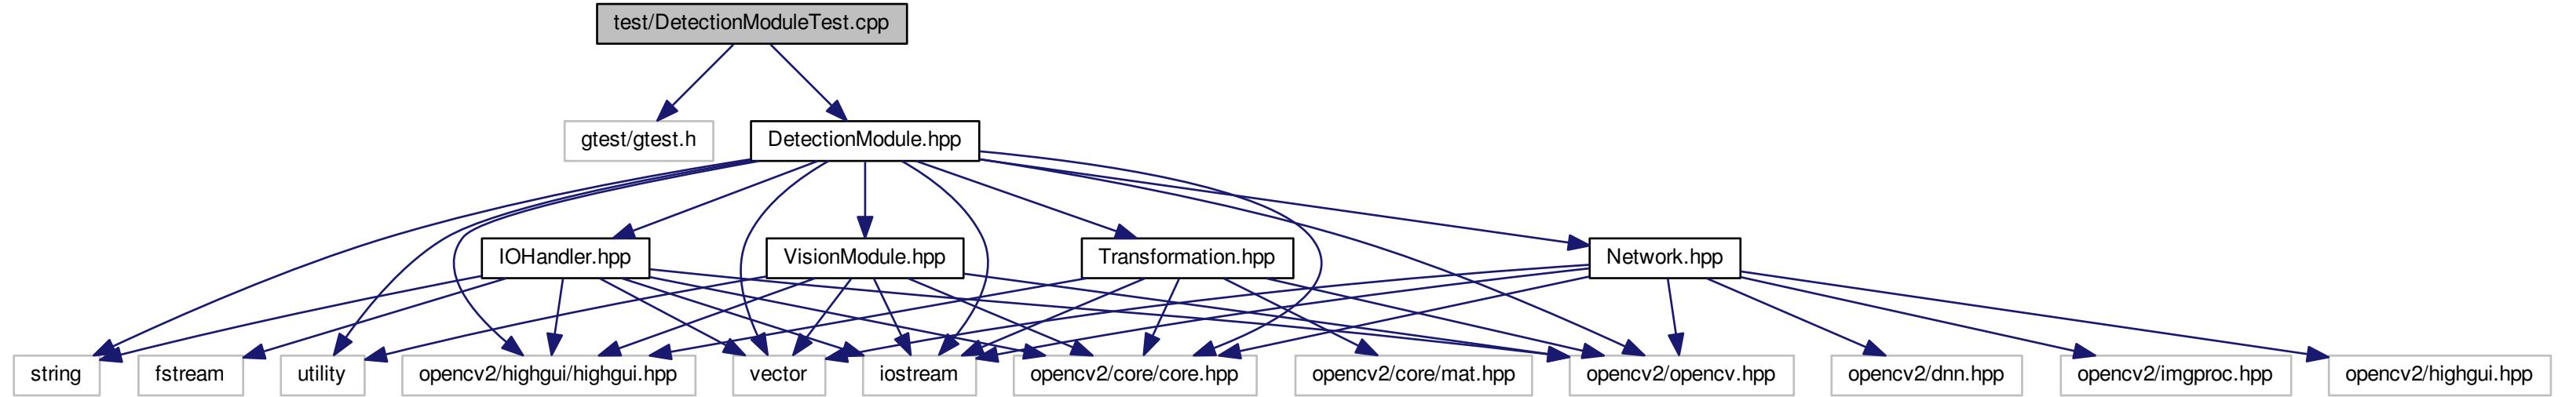 test/DetectionModuleTest.cpp
gtest/gtest.h
DetectionModule.hpp
IOHandler.hpp
VisionModule.hpp
Transformation.hpp
Network.hpp
string
fstream
utility
opencv2/highgui/highgui.hpp
vector
iostream
opencv2/core/core.hpp
opencv2/core/mat.hpp
opencv2/opencv.hpp
opencv2/dnn.hpp
opencv2/imgproc.hpp
opencv2/highgui.hpp